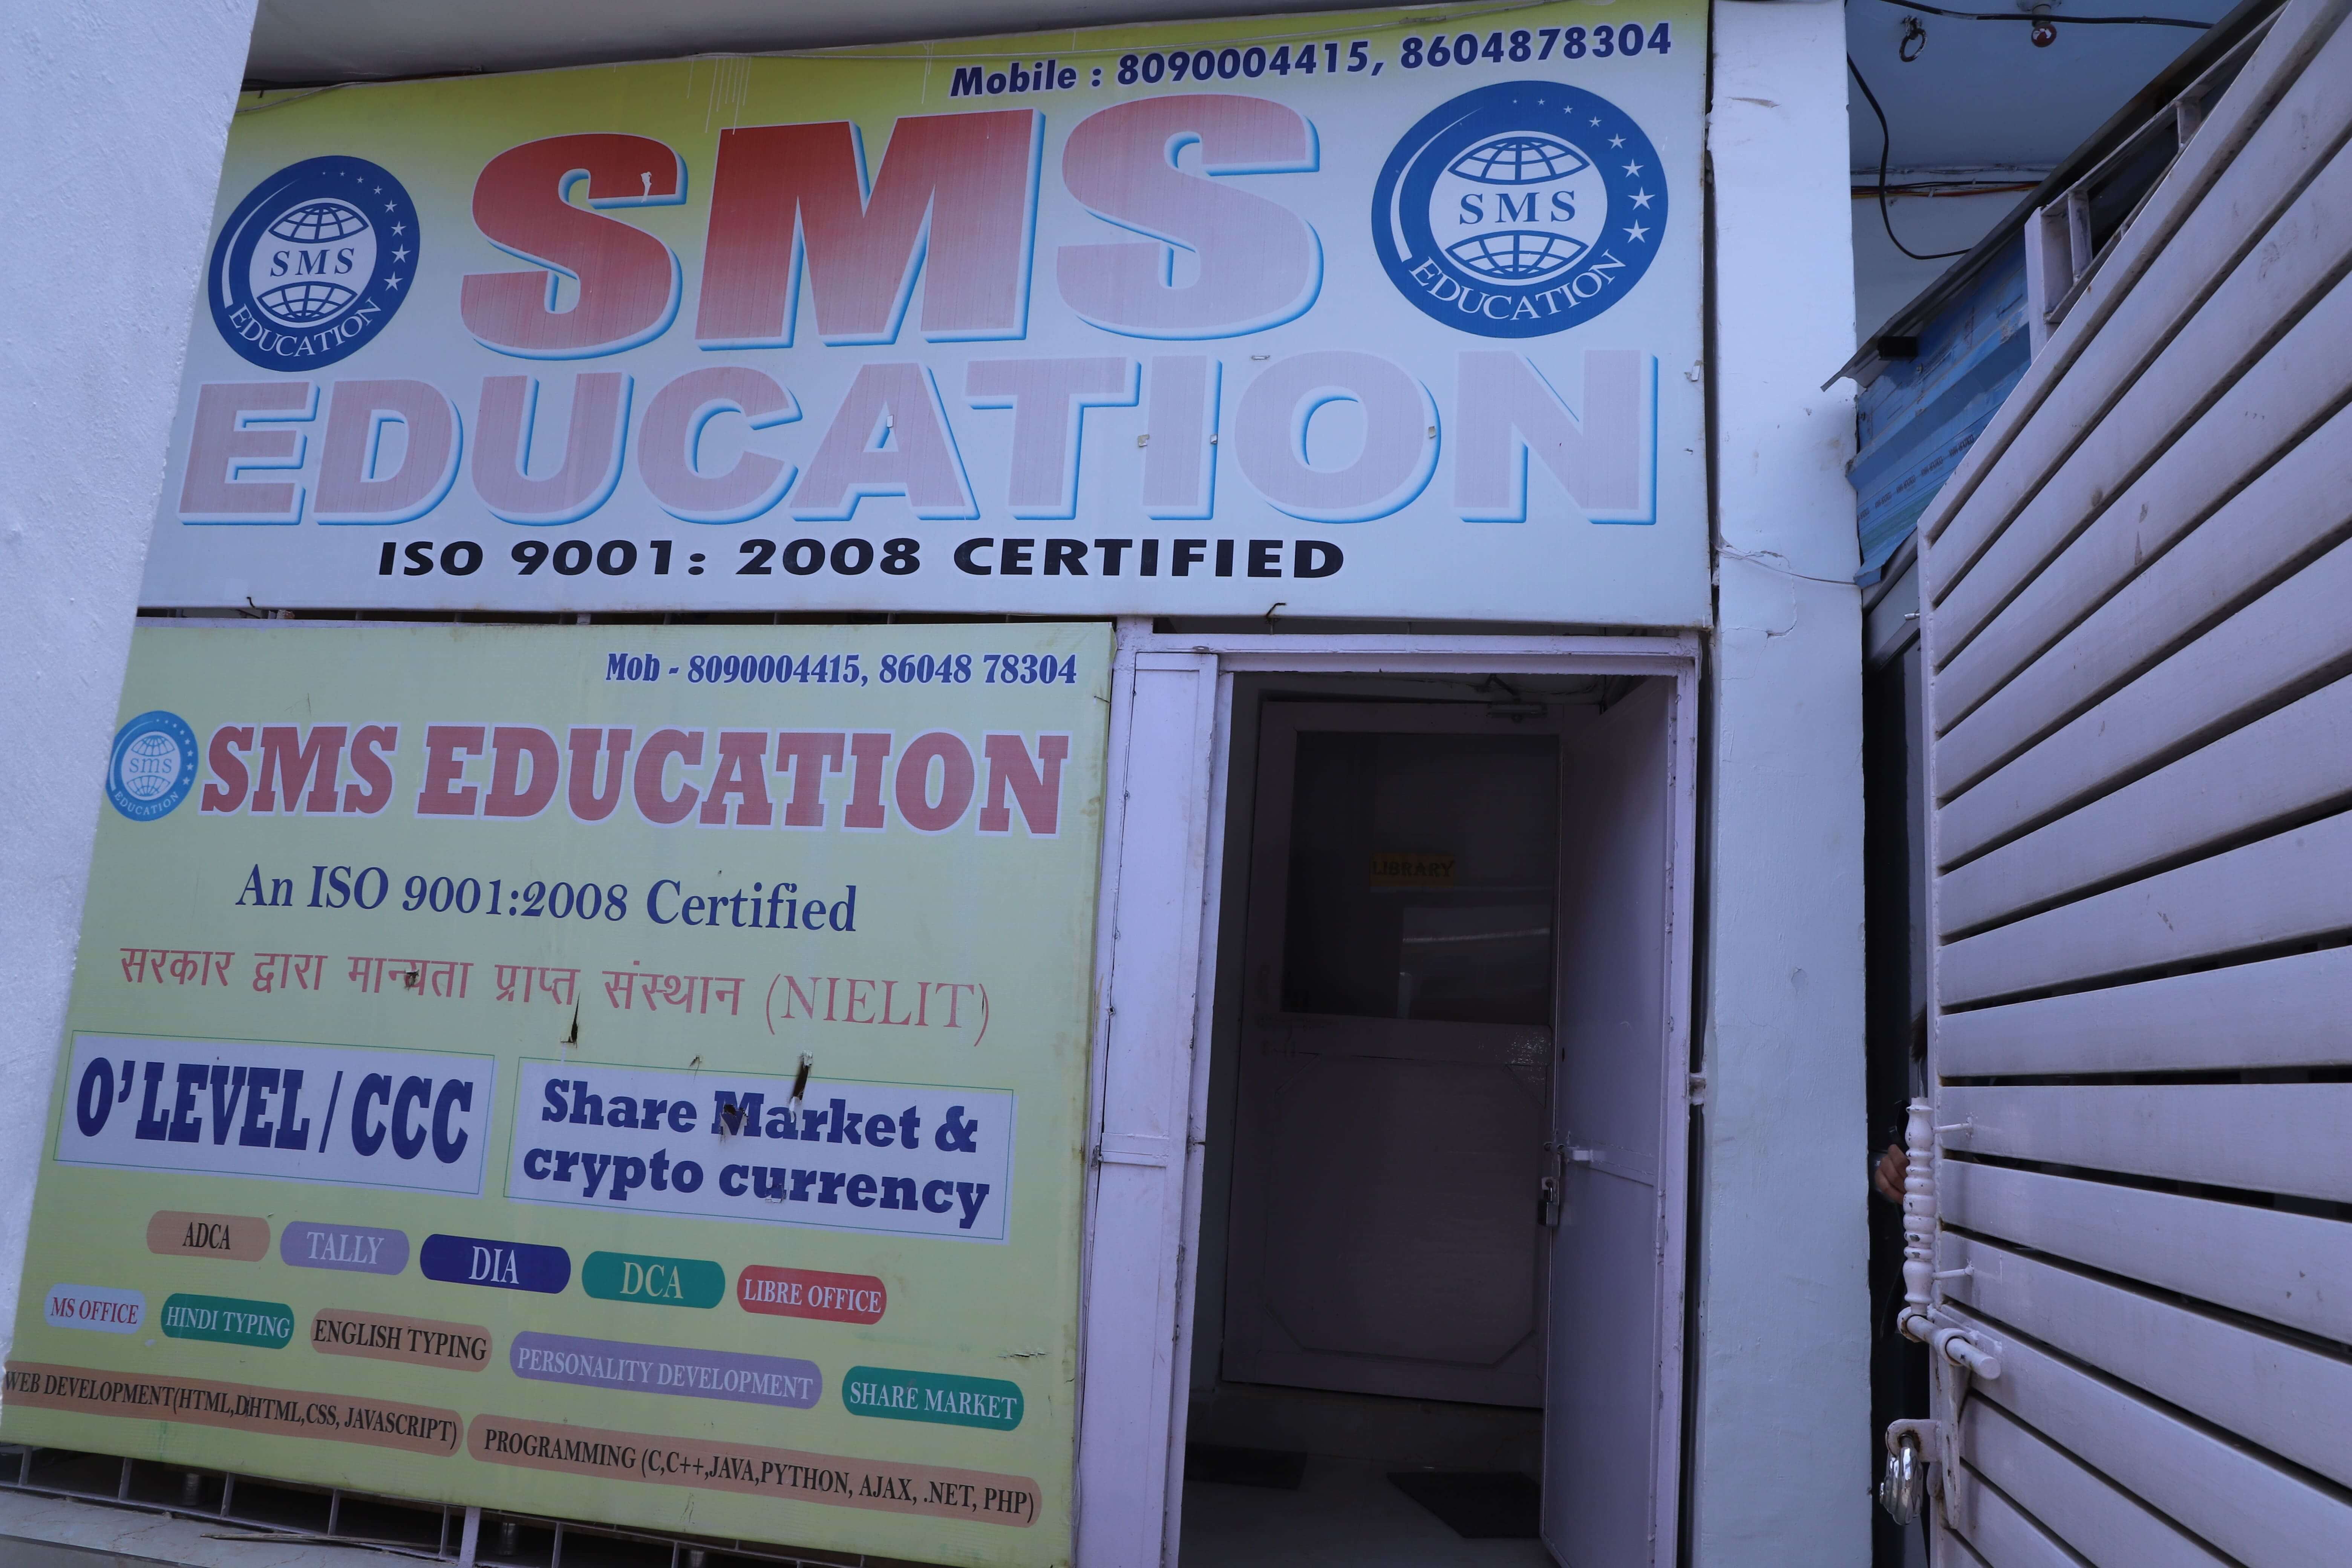 Mobile : 8090004415, 8604878304
SMS
EDUCATION
SMS
EDUCATION
SMS
EDUCATION
ISO 9001: 2008 CERTIFIED
Mob - 8090004415, 86048 78304
sms
EDUCATION
SMS EDUCATION
An ISO 9001:2008 Certified
सरकार द्वारा मान्यता प्राप्त संस्थान (NIELIT)
O' LEVEL / CCC
Share Market &
crypto currency
ADCA
TALLY
DIA
DCA
LIBRE OFFICE
MS OFFICE
HINDI TYPING
ENGLISH TYPING
PERSONALITY DEVELOPMENT
SHARE MARKET
WEB DEVELOPMENT(HTML,DHTML,CSS, JAVASCRIPT)
PROGRAMMING (C,C++,JAVA,PYTHON, AJAX, .NET, PHP)
LIBRARY